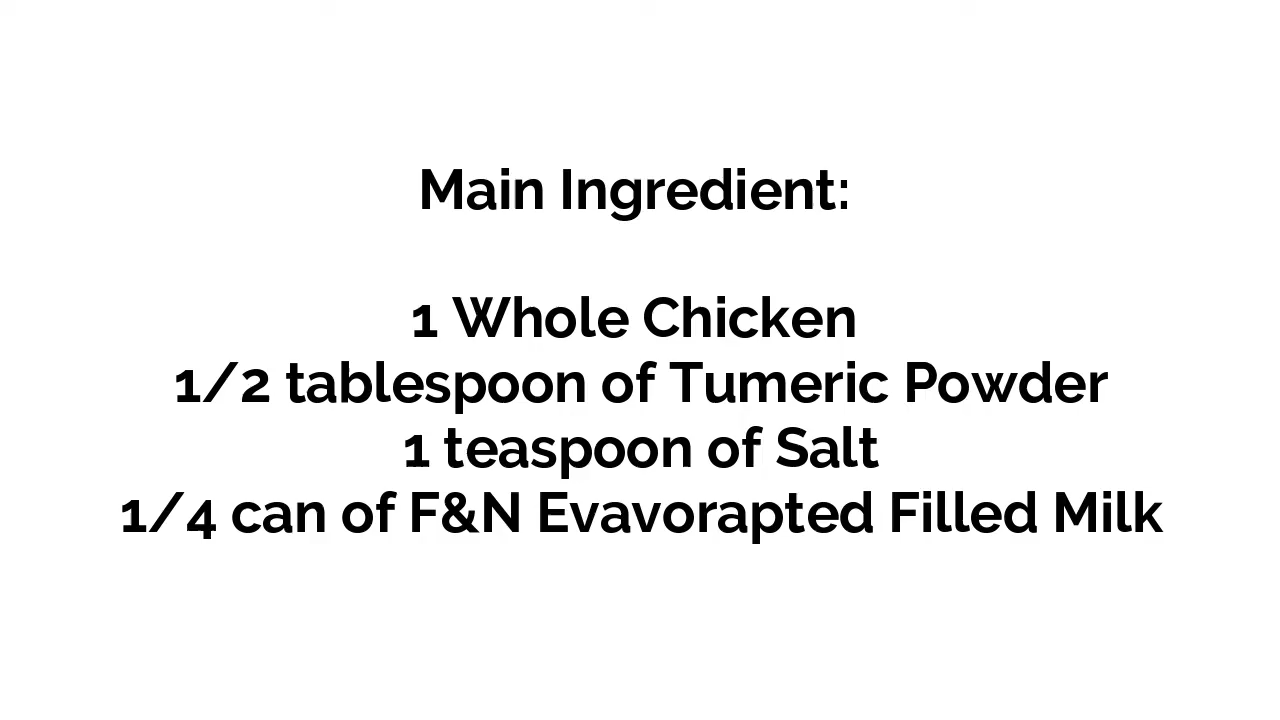 Main Ingredient:
1 Whole Chicken
1/2 tablespoon of Tumeric Powder
1 teaspoon of Salt
1/4 can of F&N Evavorapted Filled Milk